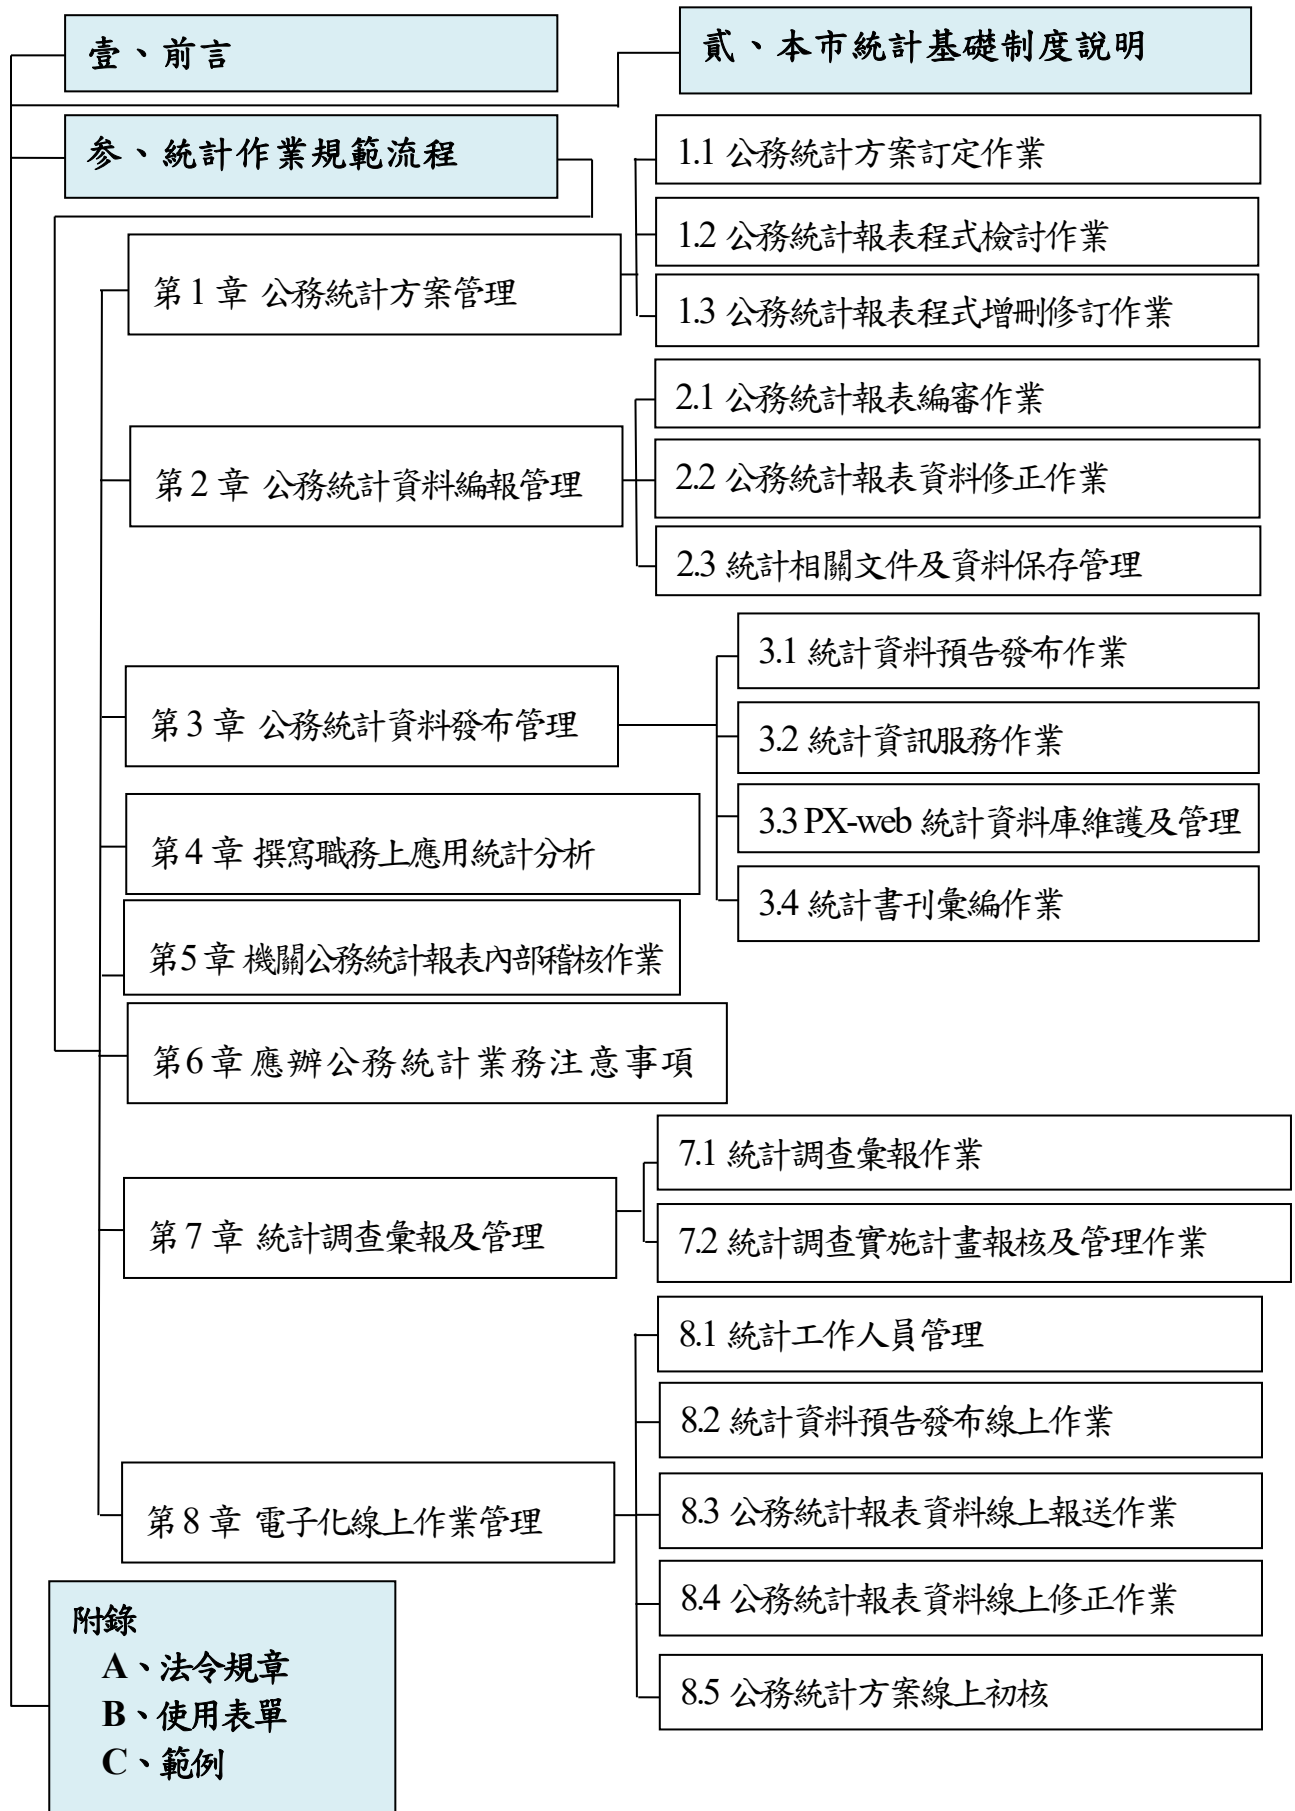 壹、前言
貳、本市統計基礎制度說明
参、統計作業規範流程
第1章 公務統計方案管理
1.1 公務統計方案訂定作業
1.2 公務統計報表程式檢討作業
1.3 公務統計報表程式增刪修訂作業
第2章 公務統計資料編報管理
2.1 公務統計報表編審作業
2.2 公務統計報表資料修正作業
2.3 統計相關文件及資料保存管理
第3章 公務統計資料發布管理
3.1 統計資料預告發布作業
3.2 統計資訊服務作業
3.3 PX-web 統計資料庫維護及管理
3.4 統計書刊彙編作業
第4章 撰寫職務上應用統計分析
第5章 機關公務統計報表內部稽核作業
第6章 應辦公務統計業務注意事項
第7章 統計調查彙報及管理
7.1 統計調查彙報作業
7.2 統計調查實施計畫報核及管理作業
第8章 電子化線上作業管理
8.1 統計工作人員管理
8.2 統計資料預告發布線上作業
8.3 公務統計報表資料線上報送作業
8.4 公務統計報表資料線上修正作業
8.5 公務統計方案線上初核
附錄
A、法令規章
B、使用表單
C、範例